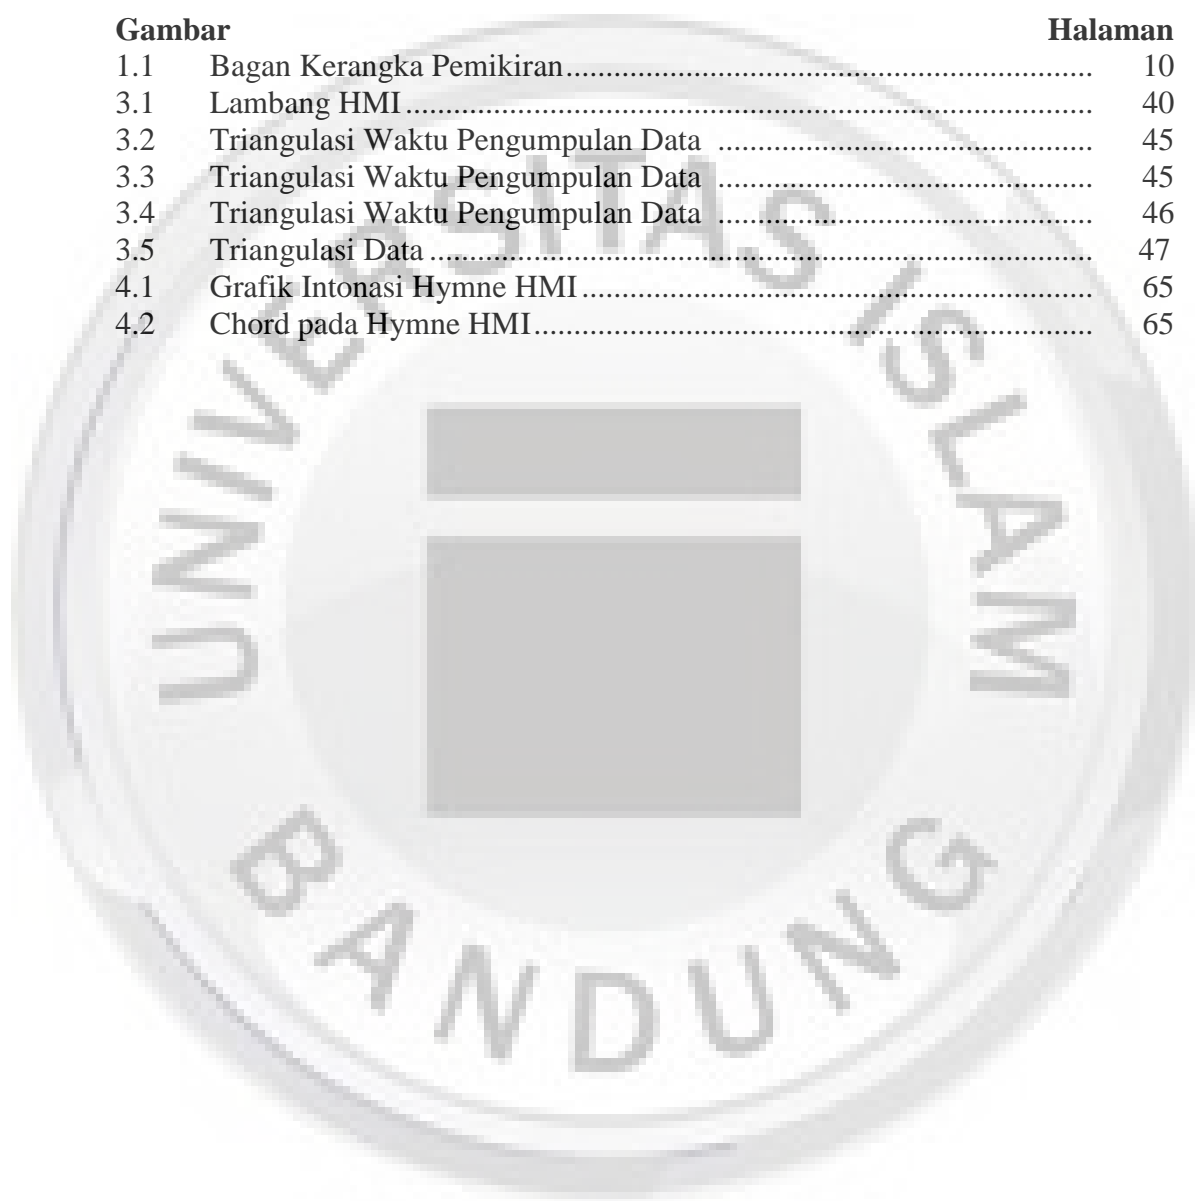 Gambar Halaman
1.1 Bagan Kerangka Pemikiran.......................................................................... 10
3.1 Lambang HMI................................................................................................ 40
3.2 Triangulasi Waktu Pengumpulan Data .................................................... 45
3.3 Triangulasi Waktu Pengumpulan Data .................................................... 45
3.4 Triangulasi Waktu Pengumpulan Data .................................................... 46
3.5 Triangulasi Data............................................................................................. 47
4.1 Grafik Intonasi Hymne HMI....................................................................... 65
4.2 Chord pada Hymne HMI.............................................................................. 65
UNIVERSITAS ISLAM
BANDUNG